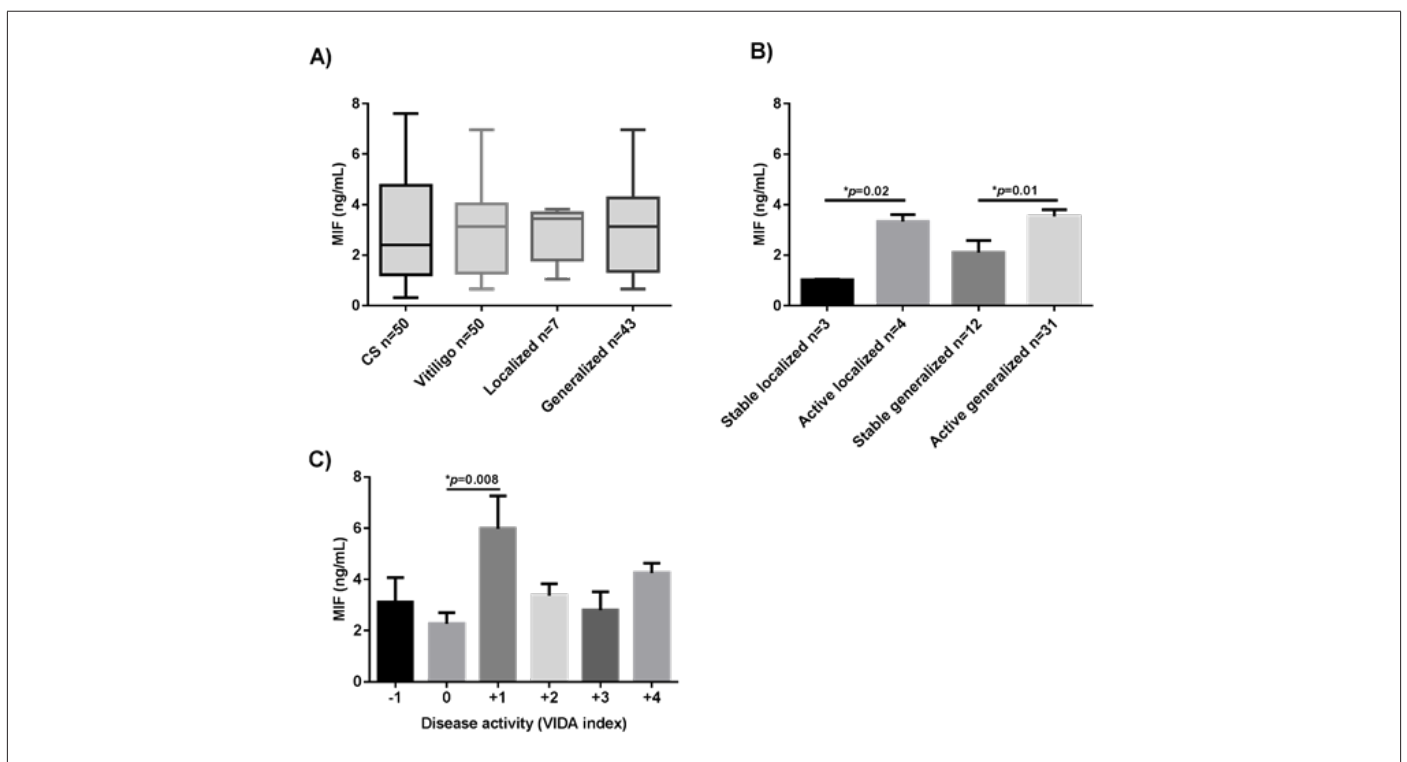 A)
8
6
4
2
0
MIF (ng/mL)
CS n=50
Vitiligo n=50
Localized n=7
Generalized n=43
B)
8
6
4
2
0
MIF (ng/mL)
*p=0.02
*p=0.01
Stable localized n=3
Active localized n=4
Stable generalized n=12
Active generalized n=31
C)
8
6
4
2
0
MIF (ng/mL)
*p=0.008
-1 0 +1 +2 +3 +4
Disease activity (VIDA index)